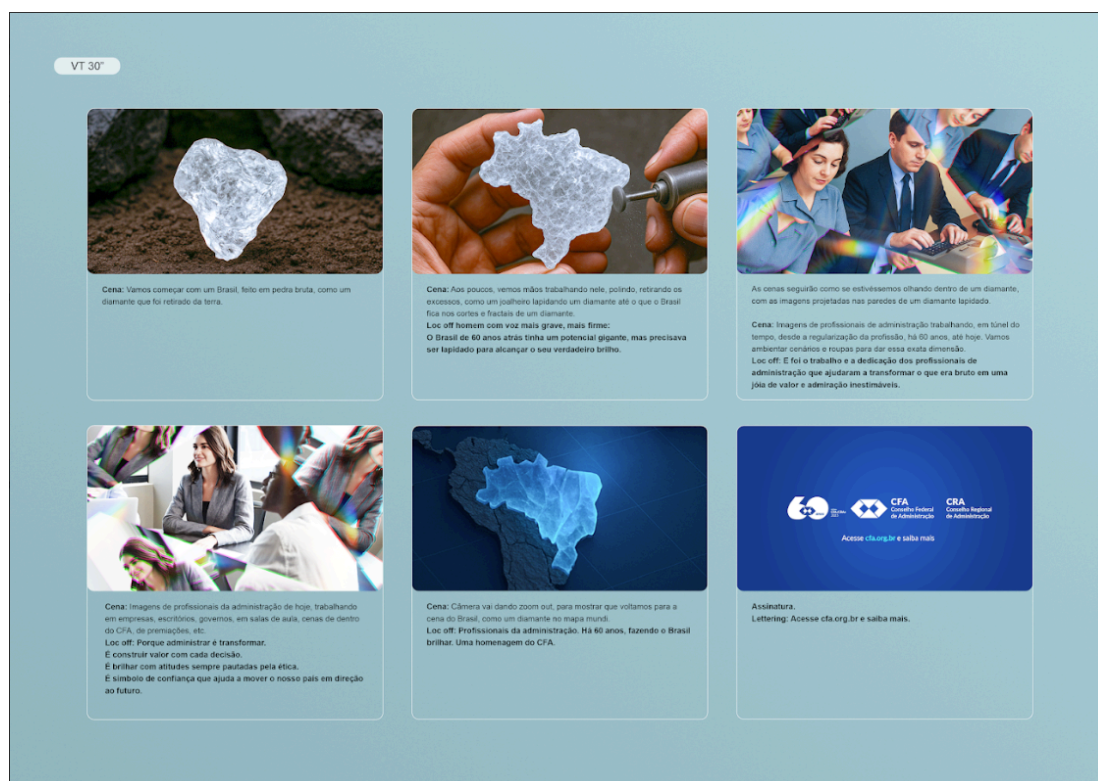 VT 30"
Cena: Vamos começar com um Brasil, feito em pedra bruta, como um
diamante que foi retirado da terra.
Cena: Aos poucos, vemos mãos trabalhando nele, polindo, retirando os
excessos, como um joalheiro lapidando um diamante até o que o Brasil
fica nos cortes e fractais de um diamante.
Loc off homem com voz mais grave, mais firme:
O Brasil de 60 anos atrás tinha um potencial gigante, mas precisava
ser lapidado para alcançar o seu verdadeiro brilho.
As cenas seguirão como se estivéssemos olhando dentro de um diamante,
com as imagens projetadas nas paredes de um diamante lapidado.
Cena: Imagens de profissionais de administração trabalhando, em túnel do
tempo, desde a regularização da profissão, há 60 anos, até hoje. Vamos
ambientar cenários e roupas para dar essa exata dimensão.
Loc off: E foi o trabalho e a dedicação dos profissionais de
administração que ajudaram a transformar o que era bruto em uma
jóia de valor e admiração inestimáveis.
Cena: Imagens de profissionais da administração de hoje, trabalhando
em empresas, escritórios, governos, em salas de aula, cenas de dentro
do CFA, de premiações, etc
Loc off: Porque administrar é transformar.
É construir valor com cada decisão.
É brilhar com atitudes sempre pautadas pela ética.
É símbolo de confiança que ajuda a mover o nosso país em direção
ao futuro.
Cena: Câmera vai dando zoom out, para mostrar que voltamos para a
cena do Brasil, como um diamante no mapa mundi.
Loc off: Profissionais da administração. Há 60 anos, fazendo o Brasil
brilhar. Uma homenagem do CFA.
60
CFA
Conselho Federal
de Administração
CRA
Conselho Regional
de Administração
Acesse cfa.org.br e saiba mais
Assinatura.
Lettering: Acesse cfa.org.br e saiba mais.